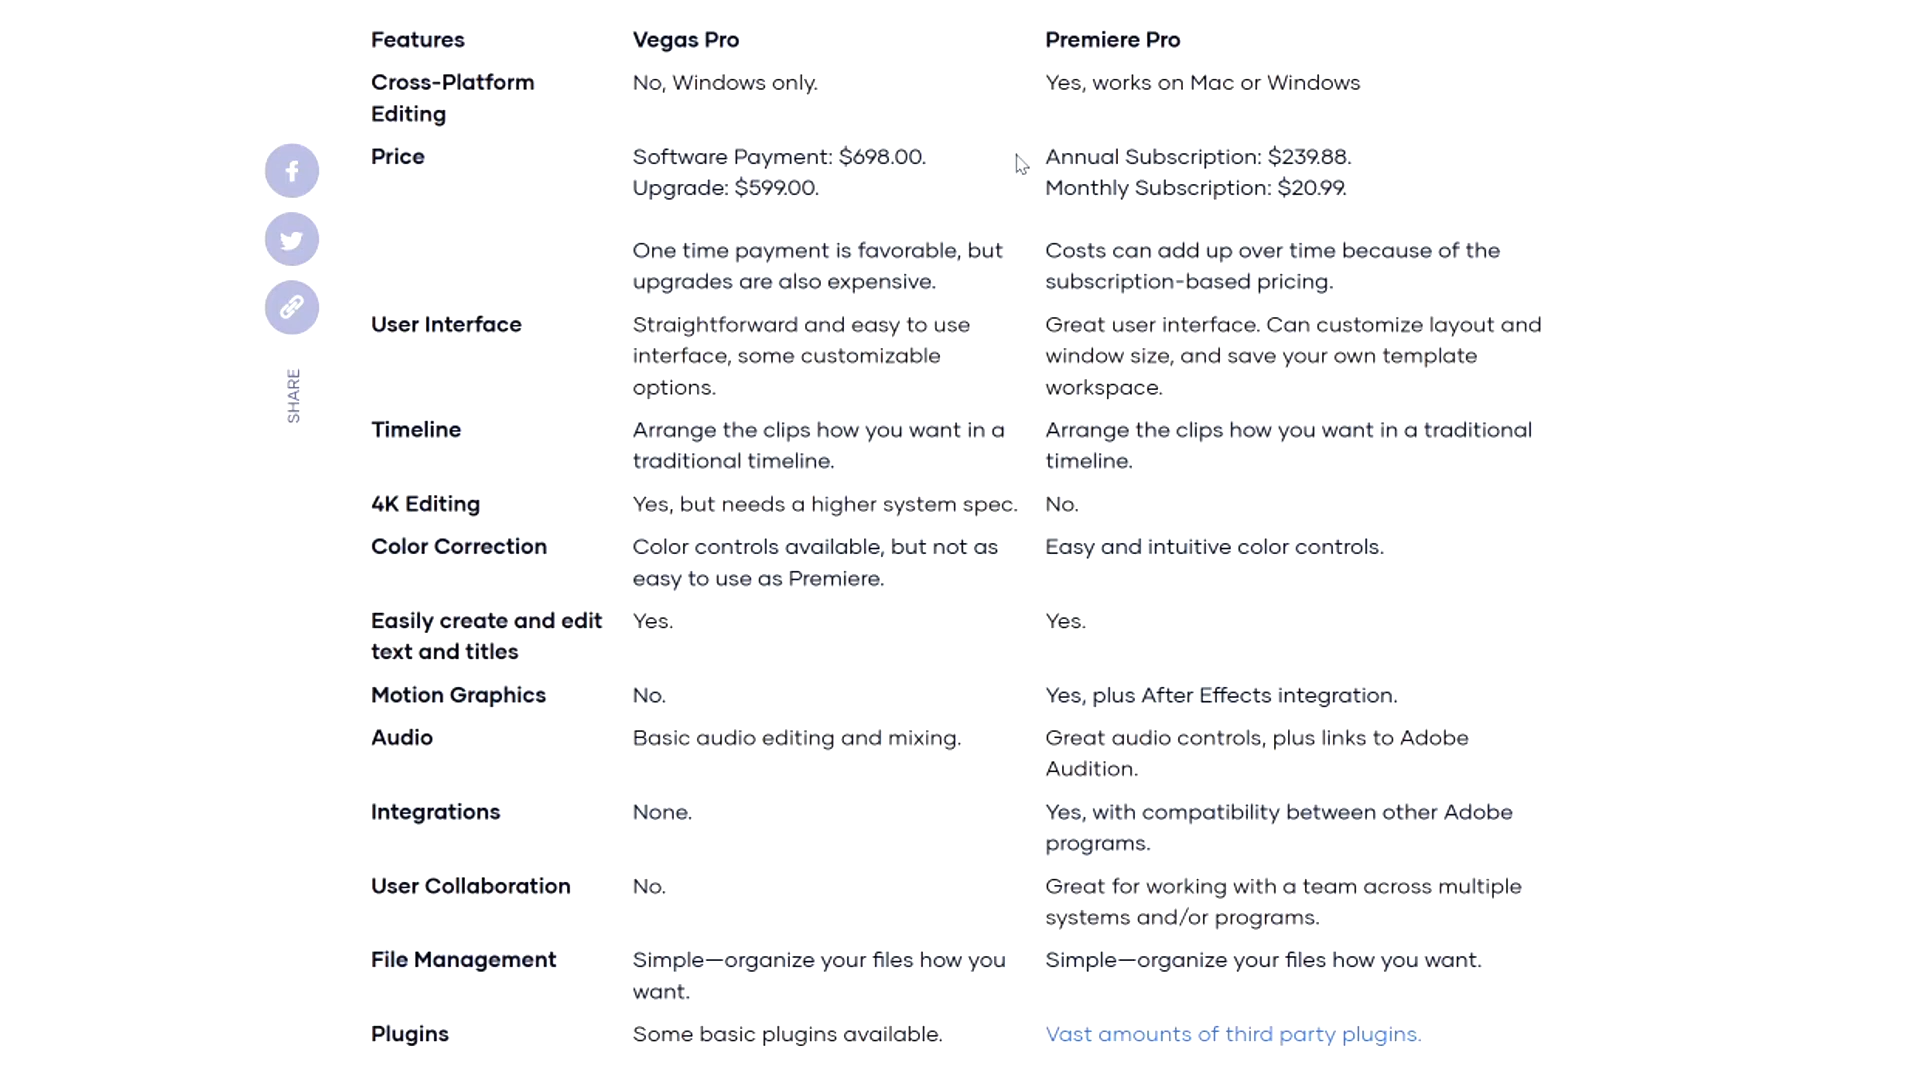 Features Vegas Pro Premiere Pro
Cross-Platform No, Windows only. Yes, works on Mac or Windows
Editing
Price Software Payment: $698.00. Annual Subscription: $239.88.
Upgrade: $599.00. Monthly Subscription: $20.99.
One time payment is favorable, but Costs can add up over time because of the
upgrades are also expensive. subscription-based pricing.
User Interface Straightforward and easy to use Great user interface. Can customize layout and
interface, some customizable window size, and save your own template
options. workspace.
SHARE
Timeline Arrange the clips how you want in a Arrange the clips how you want in a traditional
traditional timeline. timeline.
4K Editing Yes, but needs a higher system spec. No.
Color Correction Color controls available, but not as Easy and intuitive color controls.
easy to use as Premiere.
Easily create and edit Yes. Yes.
text and titles
Motion Graphics No. Yes, plus After Effects integration.
Audio Basic audio editing and mixing. Great audio controls, plus links to Adobe
Audition.
Integrations None. Yes, with compatibility between other Adobe
programs.
User Collaboration No. Great for working with a team across multiple
systems and/or programs.
File Management Simple—organize your files how you Simple—organize your files how you want.
want.
Plugins Some basic plugins available. Vast amounts of third party plugins.